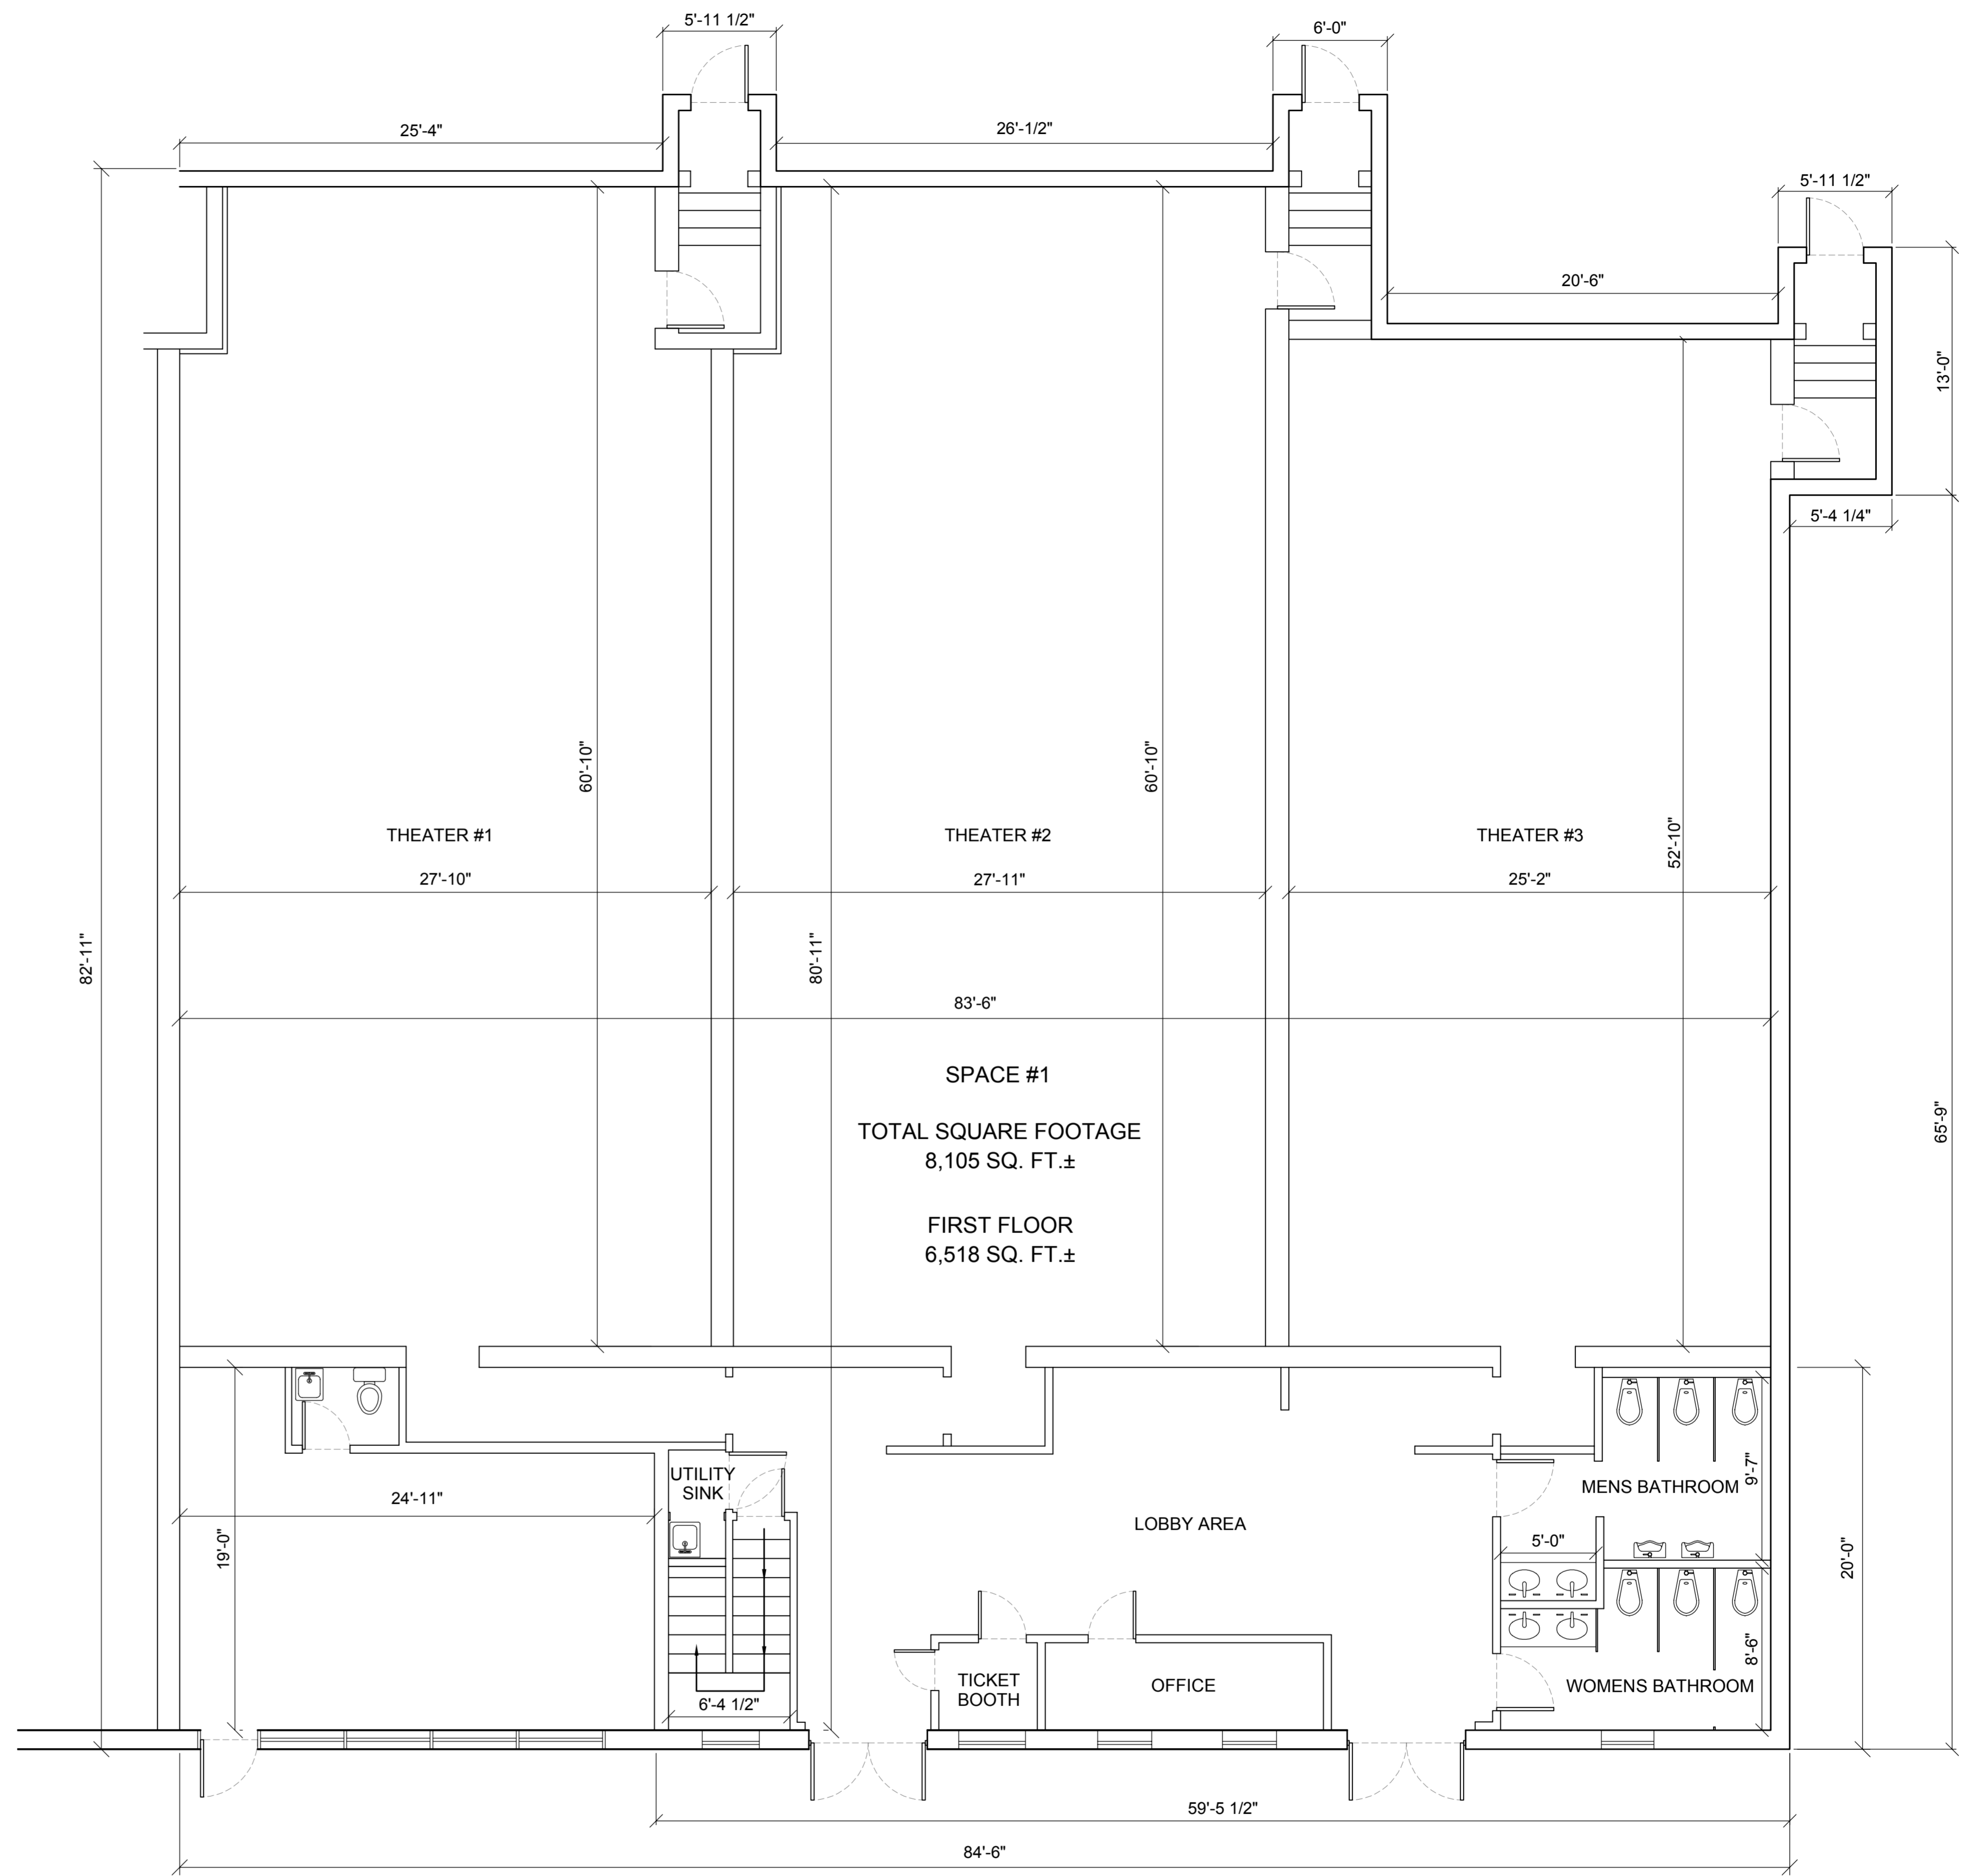 5'-11 1/2"
6'-0"
25'-4"
26'-1/2"
5'-11 1/2"
20'-6"
13'-0"
5'-4 1/4"
60'-10"
60'-10"
52'-10"
THEATER #1
THEATER #2
THEATER #3
27'-10"
27'-11"
25'-2"
82'-11"
80'-11"
83'-6"
SPACE #1
TOTAL SQUARE FOOTAGE
8,105 SQ. FT.±
FIRST FLOOR
6,518 SQ. FT.±
65'-9"
UTILITY
SINK
24'-11"
19'-0"
LOBBY AREA
MENS BATHROOM
9'-7"
5'-0"
20'-0"
8'-6"
TICKET
BOOTH
OFFICE
WOMENS BATHROOM
6'-4 1/2"
59'-5 1/2"
84'-6"